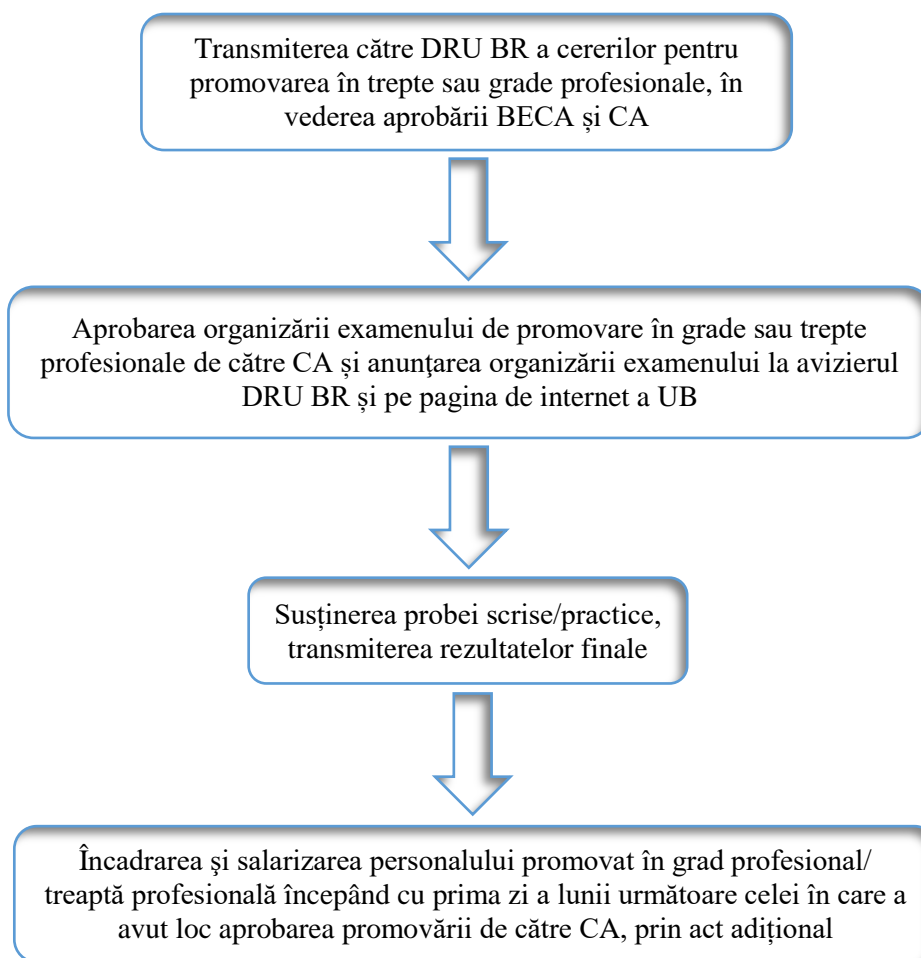 Transmiterea către DRU BR a cererilor pentru
promovarea în trepte sau grade profesionale, în
vederea aprobării BECA și CA
Aprobarea organizării examenului de promovare în grade sau trepte
profesionale de către CA și anunţarea organizării examenului la avizierul
DRU BR și pe pagina de internet a UB
Susținerea probei scrise/practice,
transmiterea rezultatelor finale
Încadrarea şi salarizarea personalului promovat în grad profesional/
treaptă profesională începând cu prima zi a lunii următoare celei în care a
avut loc aprobarea promovării de către CA, prin act adițional